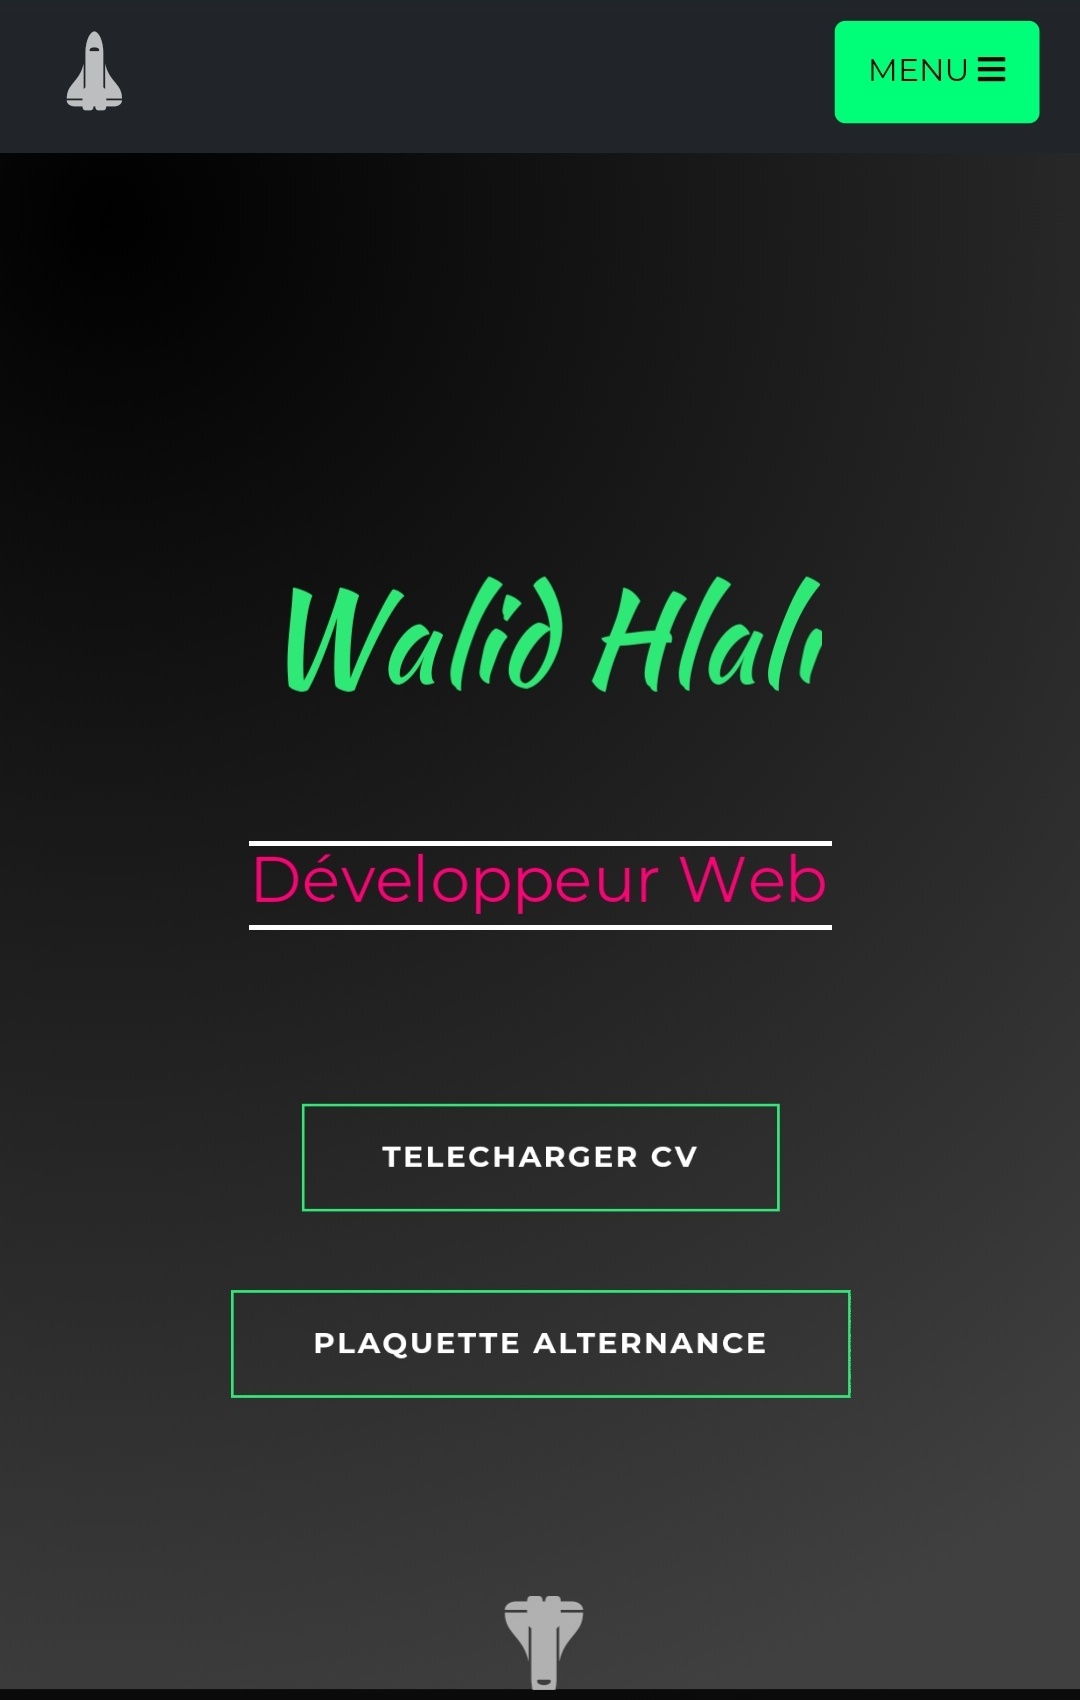 MENU
Walid Hlali
Développeur Web
TELECHARGER CV
PLAQUETTE ALTERNANCE